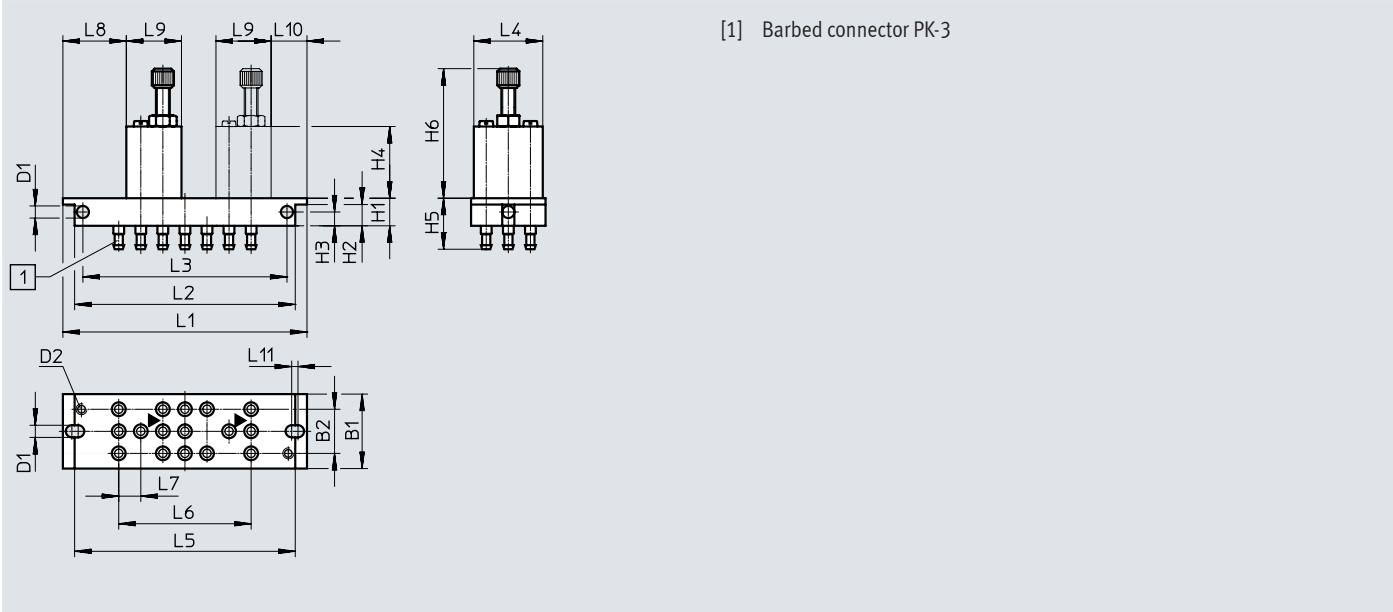 L8 L9 L9 L10 L4
[1] Barbed connector PK-3
H6
H4
D1
H1
H5
H3 H2
1
L3
L2
L1
D2 L11
B2 B1
D1
L7
L6
L5